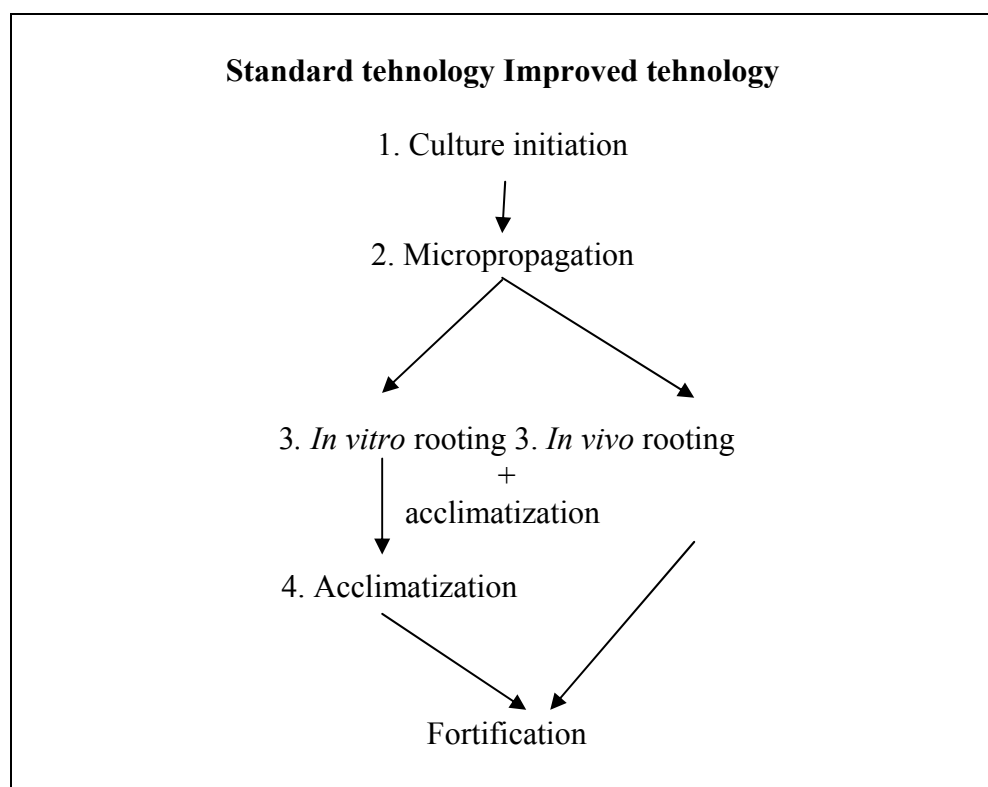 Standard tehnology Improved tehnology
1. Culture initiation
2. Micropropagation
3. In vitro rooting 3. In vivo rooting
+
acclimatization
4. Acclimatization
Fortification